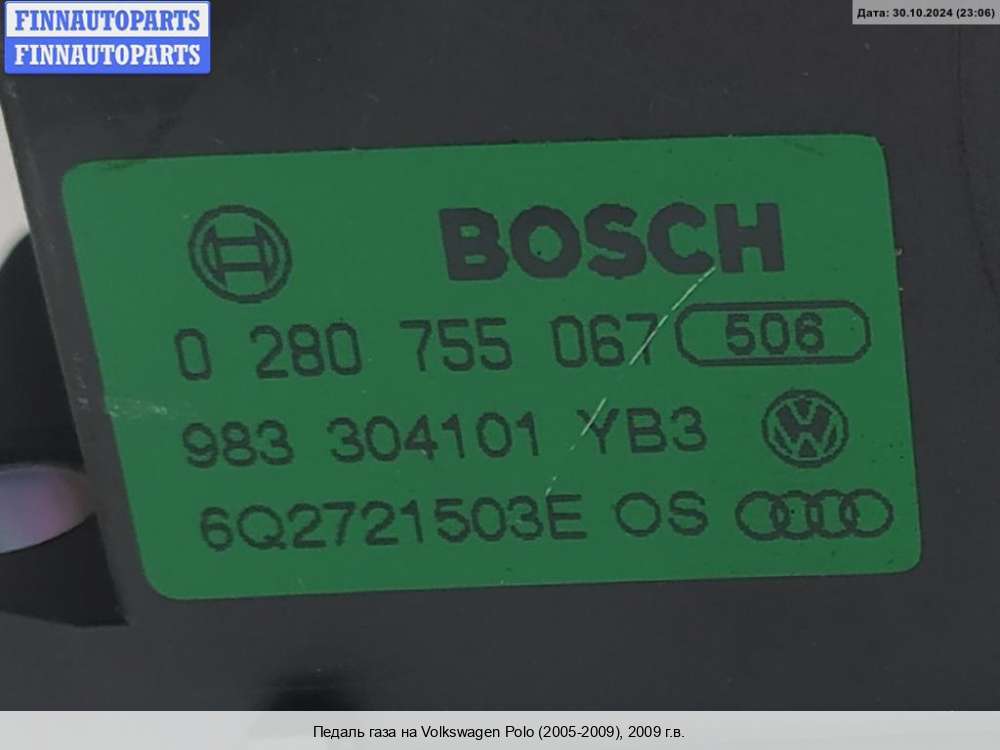 FINNAUTOPARTS
FINNAUTOPARTS
Дата: 30.10.2024 (23:06)
BOSCH
0 280 755 067 506
983 304101 YB3
6Q2721503E OS
Педаль газа на Volkswagen Polo (2005-2009), 2009 г.в.